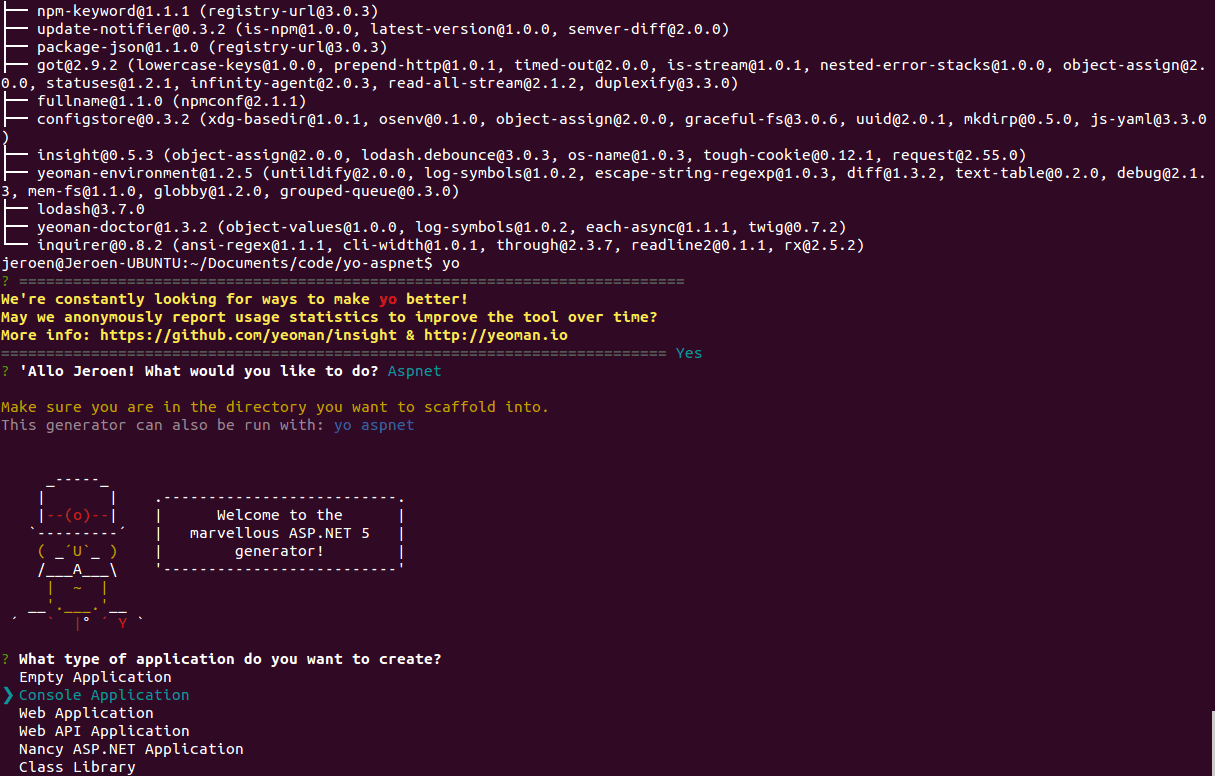 ├── npm-keyword@1.1.1 (registry-url@3.0.3)
├── update-notifier@0.3.2 (is-npm@1.0.0, latest-version@1.0.0, semver-diff@2.0.0)
├── package-json@1.1.0 (registry-url@3.0.3)
├── got@2.9.2 (lowercase-keys@1.0.0, prepend-http@1.0.1, timed-out@2.0.0, is-stream@1.0.1, nested-error-stacks@1.0.0, object-assign@2.
0.0, statuses@1.2.1, infinity-agent@2.0.3, read-all-stream@2.1.2, duplexify@3.3.0)
├── fullname@1.1.0 (npmconf@2.1.1)
├── configstore@0.3.2 (xdg-basedir@1.0.1, osenv@0.1.0, object-assign@2.0.0, graceful-fs@3.0.6, uuid@2.0.1, mkdirp@0.5.0, js-yaml@3.3.0
)
├── insight@0.5.3 (object-assign@2.0.0, lodash.debounce@3.0.3, os-name@1.0.3, tough-cookie@0.12.1, request@2.55.0)
├── yeoman-environment@1.2.5 (untildify@2.0.0, log-symbols@1.0.2, escape-string-regexp@1.0.3, diff@1.3.2, text-table@0.2.0, debug@2.1.
3, mem-fs@1.1.0, globby@1.2.0, grouped-queue@0.3.0)
├── lodash@3.7.0
├── yeoman-doctor@1.3.2 (object-values@1.0.0, log-symbols@1.0.2, each-async@1.1.1, twig@0.7.2)
└── inquirer@0.8.2 (ansi-regex@1.1.1, cli-width@1.0.1, through@2.3.7, readline2@0.1.1, rx@2.5.2)
jeroen@Jeroen-UBUNTU:~/Documents/code/yo-aspnet$ yo
? ==========================================================================
We're constantly looking for ways to make yo better!
May we anonymously report usage statistics to improve the tool over time?
More info: https://github.com/yeoman/insight & http://yeoman.io
========================================================================== Yes
? 'Allo Jeroen! What would you like to do? Aspnet

Make sure you are in the directory you want to scaffold into.
This generator can also be run with: yo aspnet

     _-----_
    |       |    .--------------------------.
    |--(o)--|    |      Welcome to the      |
   `---------´   |   marvellous ASP.NET 5   |
    ( _´U`_ )    |        generator!        |
    /___A___\    '--------------------------'
     |  ~  |
   __'.___.'__
 ´   `  |° ´ Y `

? What type of application do you want to create?
  Empty Application
❯ Console Application
  Web Application
  Web API Application
  Nancy ASP.NET Application
  Class Library